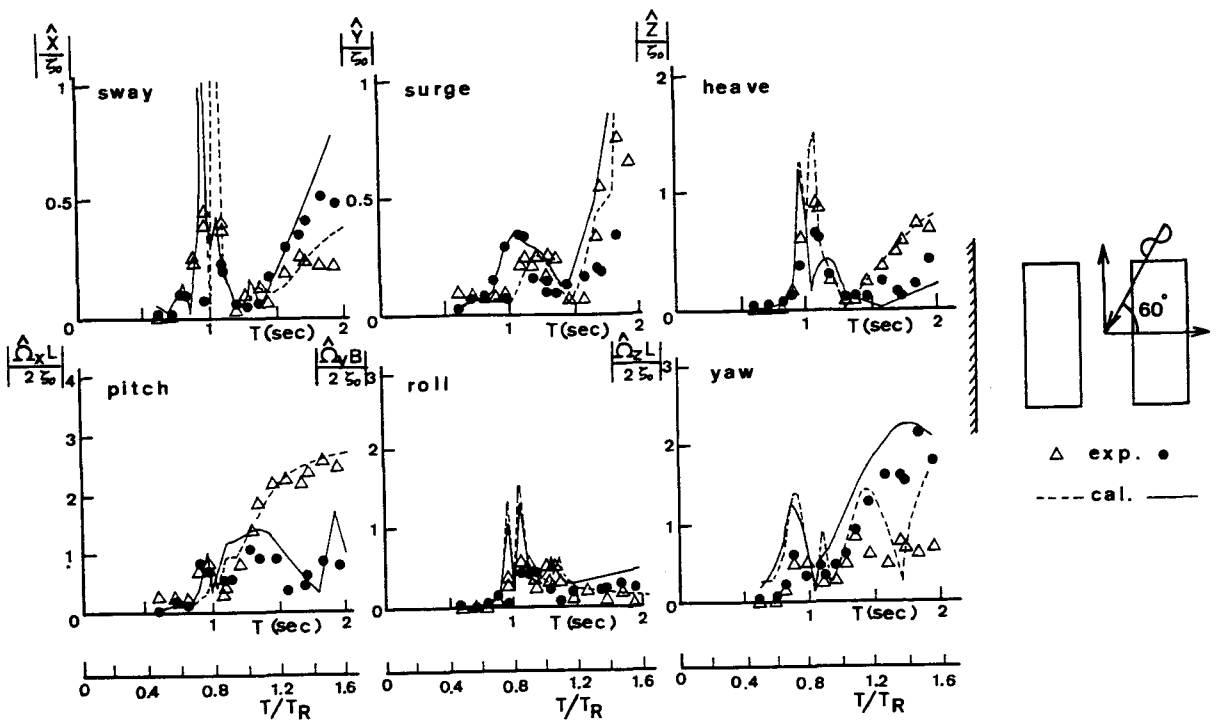 |X̂/ζ₀| |Ŷ/ζ₀| |Ẑ/ζ₀|
1 sway 1 surge 2 heave
0.5 0.5 1
0 1 T(sec) 2 0 1 T(sec) 2 0 1 T(sec) 2
60°
|Ω̂xL/2ζ₀| |Ω̂yB/2ζ₀| |Ω̂zL/2ζ₀|
4 pitch 3 roll 3 yaw
3 2 2
2 1 1
1
0 1 T(sec) 2 0 1 T(sec) 2 0 1 T(sec) 2
△ exp. ●
---- cal. ——
0 0.4 0.8 1.2 1.6 0 0.4 0.8 1.2 1.6 0 0.4 0.8 1.2 1.6
T/TR T/TR T/TR